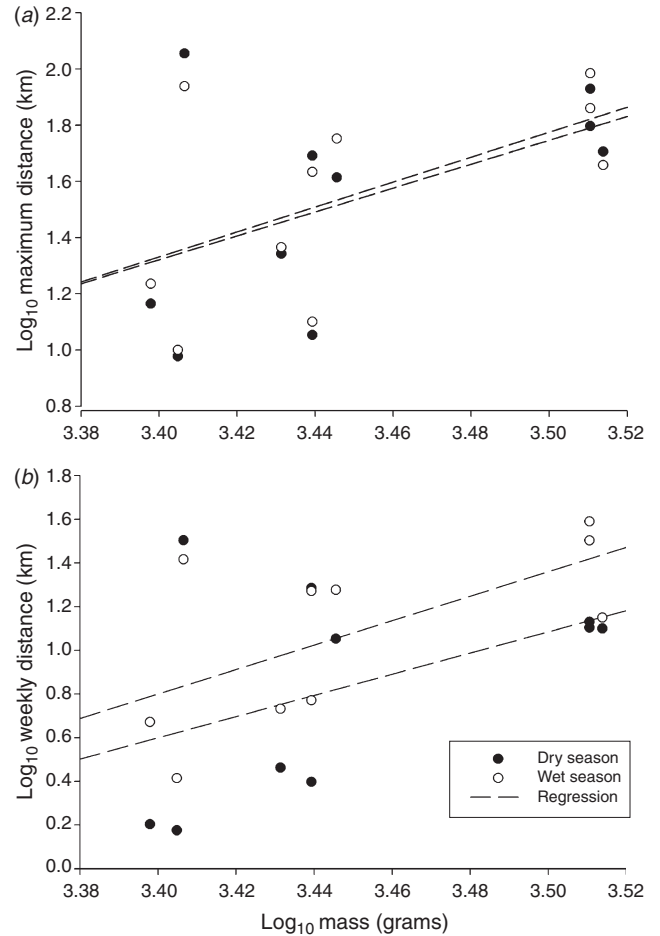 (a)
2.2
2.0
1.8
1.6
1.4
1.2
1.0
0.8
Log10 maximum distance (km)
3.38 3.40 3.42 3.44 3.46 3.48 3.50 3.52
(b)
1.8
1.6
1.4
1.2
1.0
0.8
0.6
0.4
0.2
0.0
Log10 weekly distance (km)
Dry season
Wet season
Regression
3.38 3.40 3.42 3.44 3.46 3.48 3.50 3.52
Log10 mass (grams)